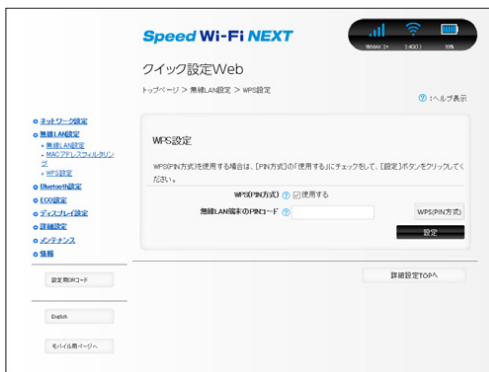 Speed Wi-Fi NEXT
クイック設定Web
トップページ > 無線LAN設定 > WPS設定
:ヘルプ表示
ネットワーク設定
無線LAN設定
無線LAN設定
MACアドレスフィルタリング
WPS設定
Bluetooth設定
ECO設定
ディスプレイ設定
詳細設定
メンテナンス
情報
設定用QRコード
English
モバイル用ページへ
WPS設定
WPS(PIN方式)を使用する場合は、[PIN方式]の「使用する」にチェックをして、[設定]ボタンをクリックしてく
ださい。
WPS(PIN方式) 使用する
無線LAN端末のPINコード WPS(PIN方式)
設定
詳細設定TOPへ